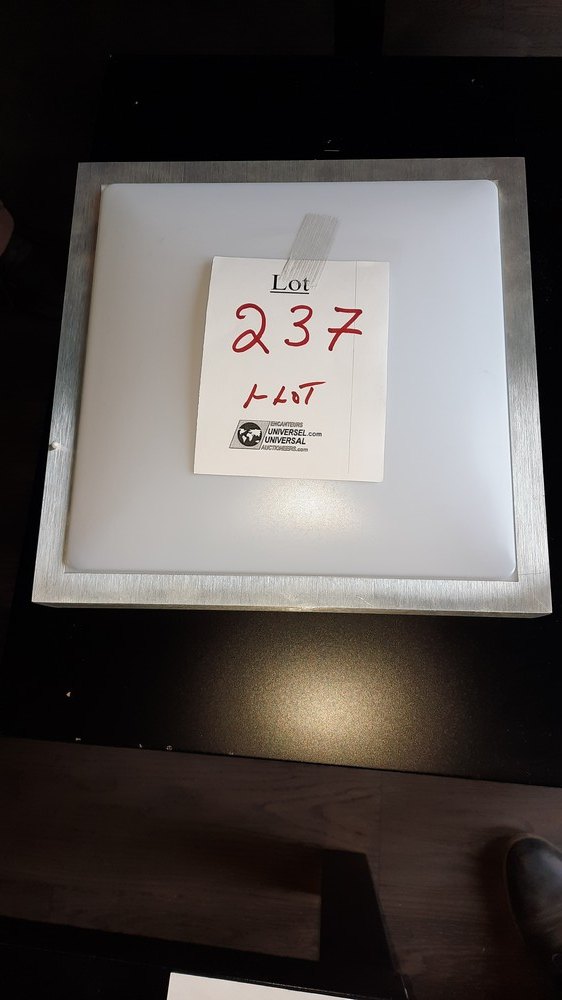 Lot
237
1 LOT
ENCANTEURS
UNIVERSEL.com
UNIVERSAL
AUCTIONEERS.com